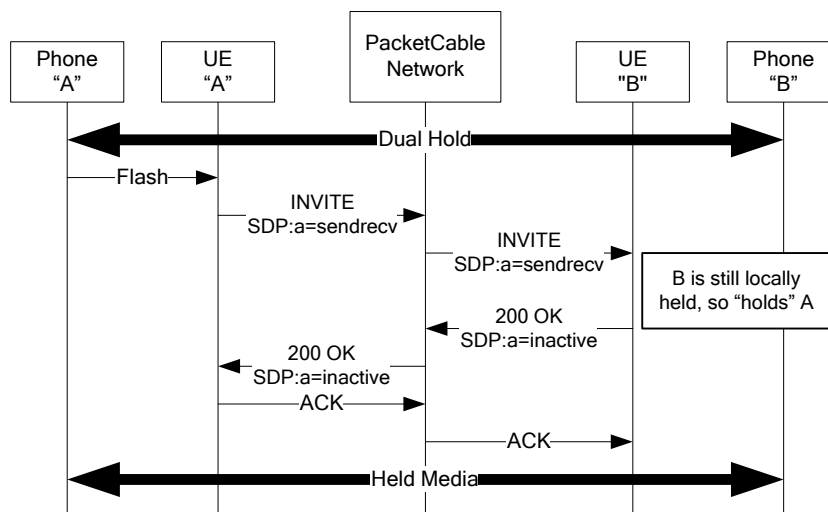 Phone
“A”
UE
“A”
PacketCable
Network
UE
"B"
Phone
“B”
Dual Hold
Flash
INVITE
SDP:a=sendrecv
INVITE
SDP:a=sendrecv
B is still locally
held, so “holds” A
200 OK
SDP:a=inactive
200 OK
SDP:a=inactive
ACK
ACK
Held Media